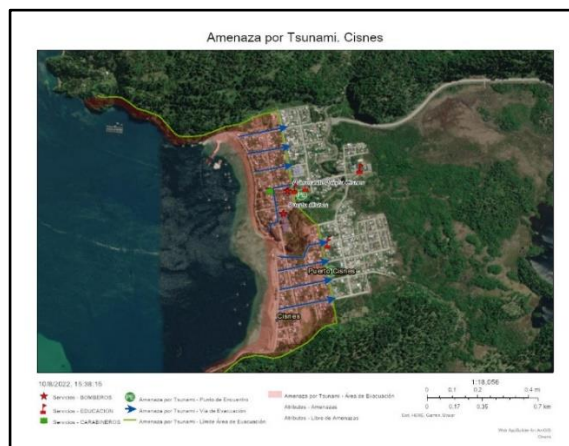 Amenaza por Tsunami. Cisnes
Puerto Cisnes
Cisnes
10/8/2022, 15:38:15
Servicios - BOMBEROS
Servicios - EDUCACION
Servicios - CARABINEROS
Amenaza por Tsunami - Punto de Encuentro
Amenaza por Tsunami - Vía de Evacuación
Amenaza por Tsunami - Límite Área de Evacuación
Amenaza por Tsunami - Área de Evacuación
Atributos - Amenazas
Atributos - Libre de Amenazas
1:18,056
0 0.1 0.2 0.4 mi
0 0.17 0.35 0.7 km